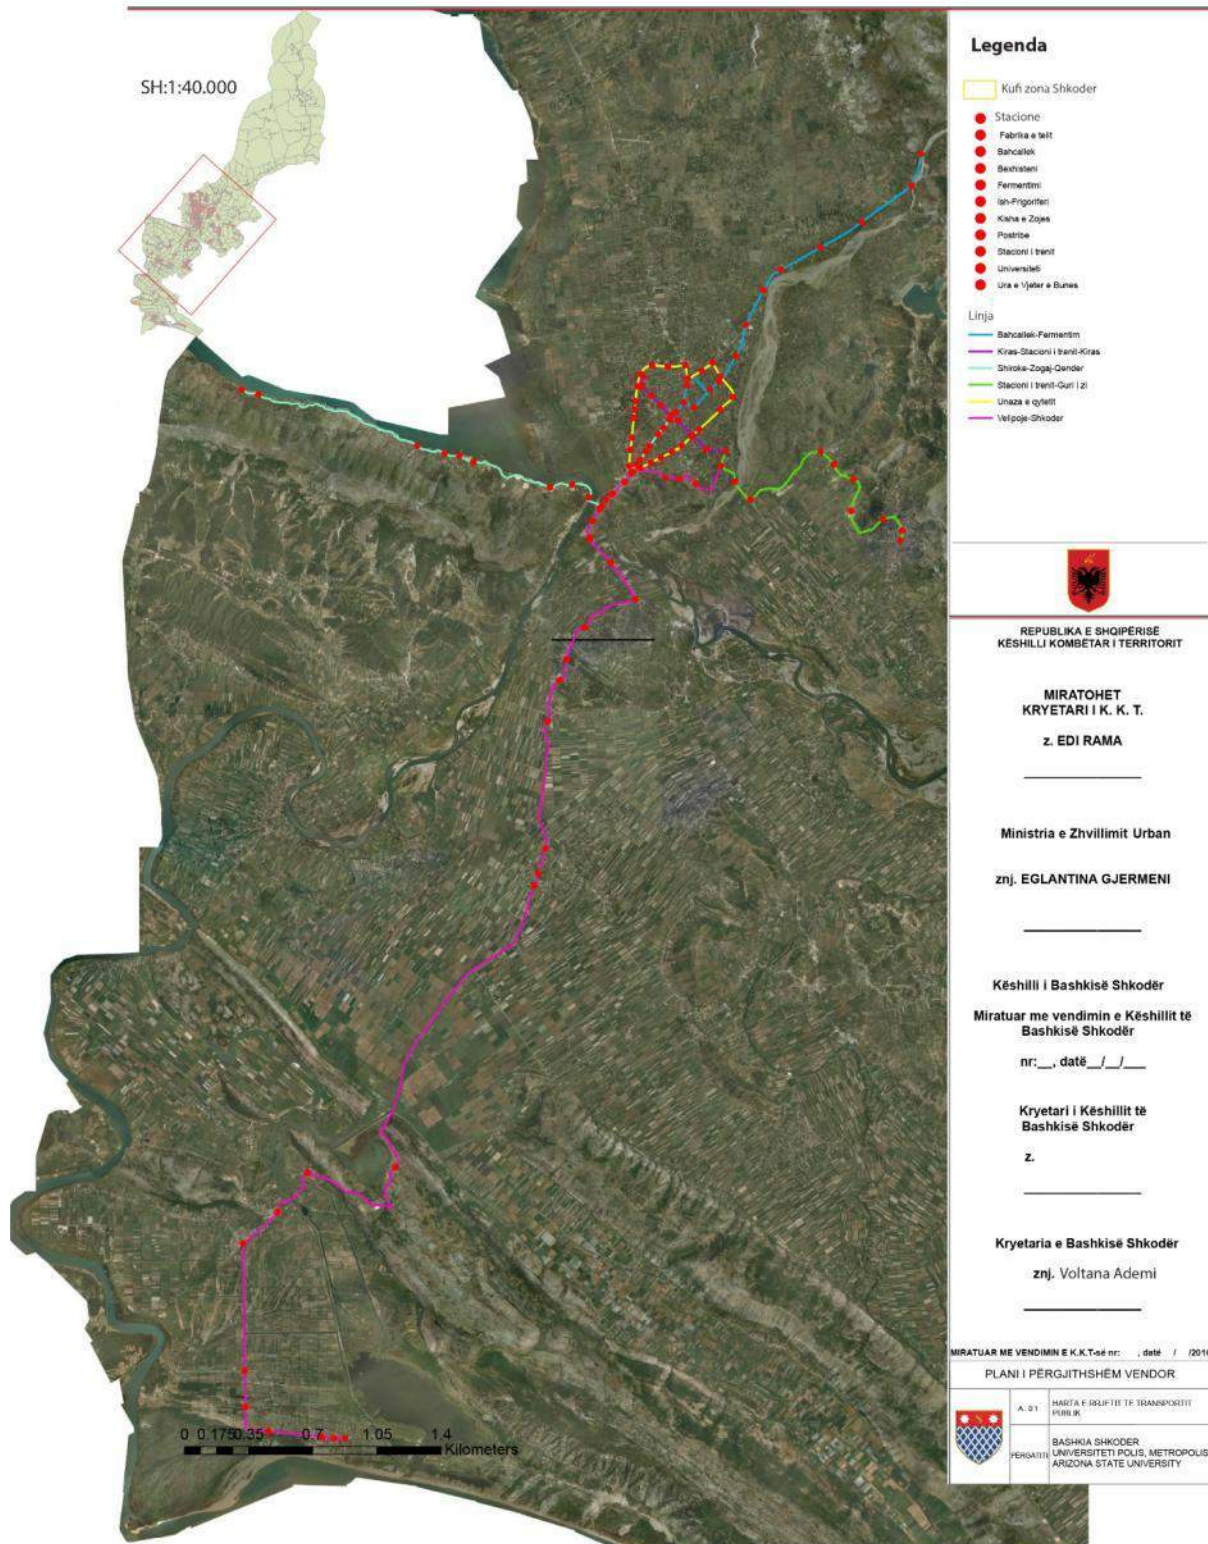 SH:1:40.000
Legenda
Kufi zona Shkoder
Stacione
Fabrika e telit
Bahcallek
Bexhisteni
Fermentimi
Ish-Frigoriferi
Kisha e Zojes
Postribe
Stacioni i trenit
Universiteti
Ura e Vjeter e Bunes
Linja
Bahcallek-Fermentim
Kiras-Stacioni i trenit-Kiras
Shiroke-Zogaj-Qender
Stacioni i trenit-Guri i zi
Unaza e qytetit
Velipoje-Shkoder
REPUBLIKA E SHQIPËRISË
KËSHILLI KOMBËTAR I TERRITORIT
MIRATOHET
KRYETARI I K. K. T.
z. EDI RAMA
Ministria e Zhvillimit Urban
znj. EGLANTINA GJERMENI
Këshilli i Bashkisë Shkodër
Miratuar me vendimin e Këshillit të
Bashkisë Shkodër
nr:__, datë__/__/___
Kryetari i Këshillit të
Bashkisë Shkodër
z.
Kryetaria e Bashkisë Shkodër
znj. Voltana Ademi
MIRATUAR ME VENDIMIN E K.K.T-së nr: , datë / /2016
PLANI I PËRGJITHSHËM VENDOR
A. 01
HARTA E RRJETIT TE TRANSPORTIT
PUBLIK
PERGATITI
BASHKIA SHKODER
UNIVERSITETI POLIS, METROPOLIS
ARIZONA STATE UNIVERSITY
0 0.175 0.35 0.7 1.05 1.4
Kilometers